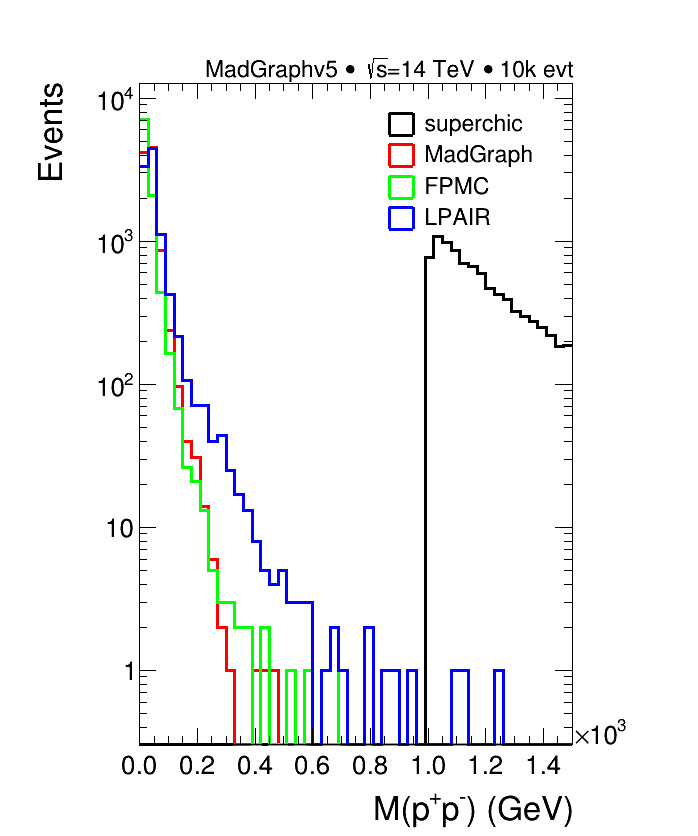 MadGraphv5 • √s=14 TeV • 10k evt
Events
10⁴
10³
10²
10
1
superchic
MadGraph
FPMC
LPAIR
0.0 0.2 0.4 0.6 0.8 1.0 1.2 1.4
×10³
M(p⁺p⁻) (GeV)